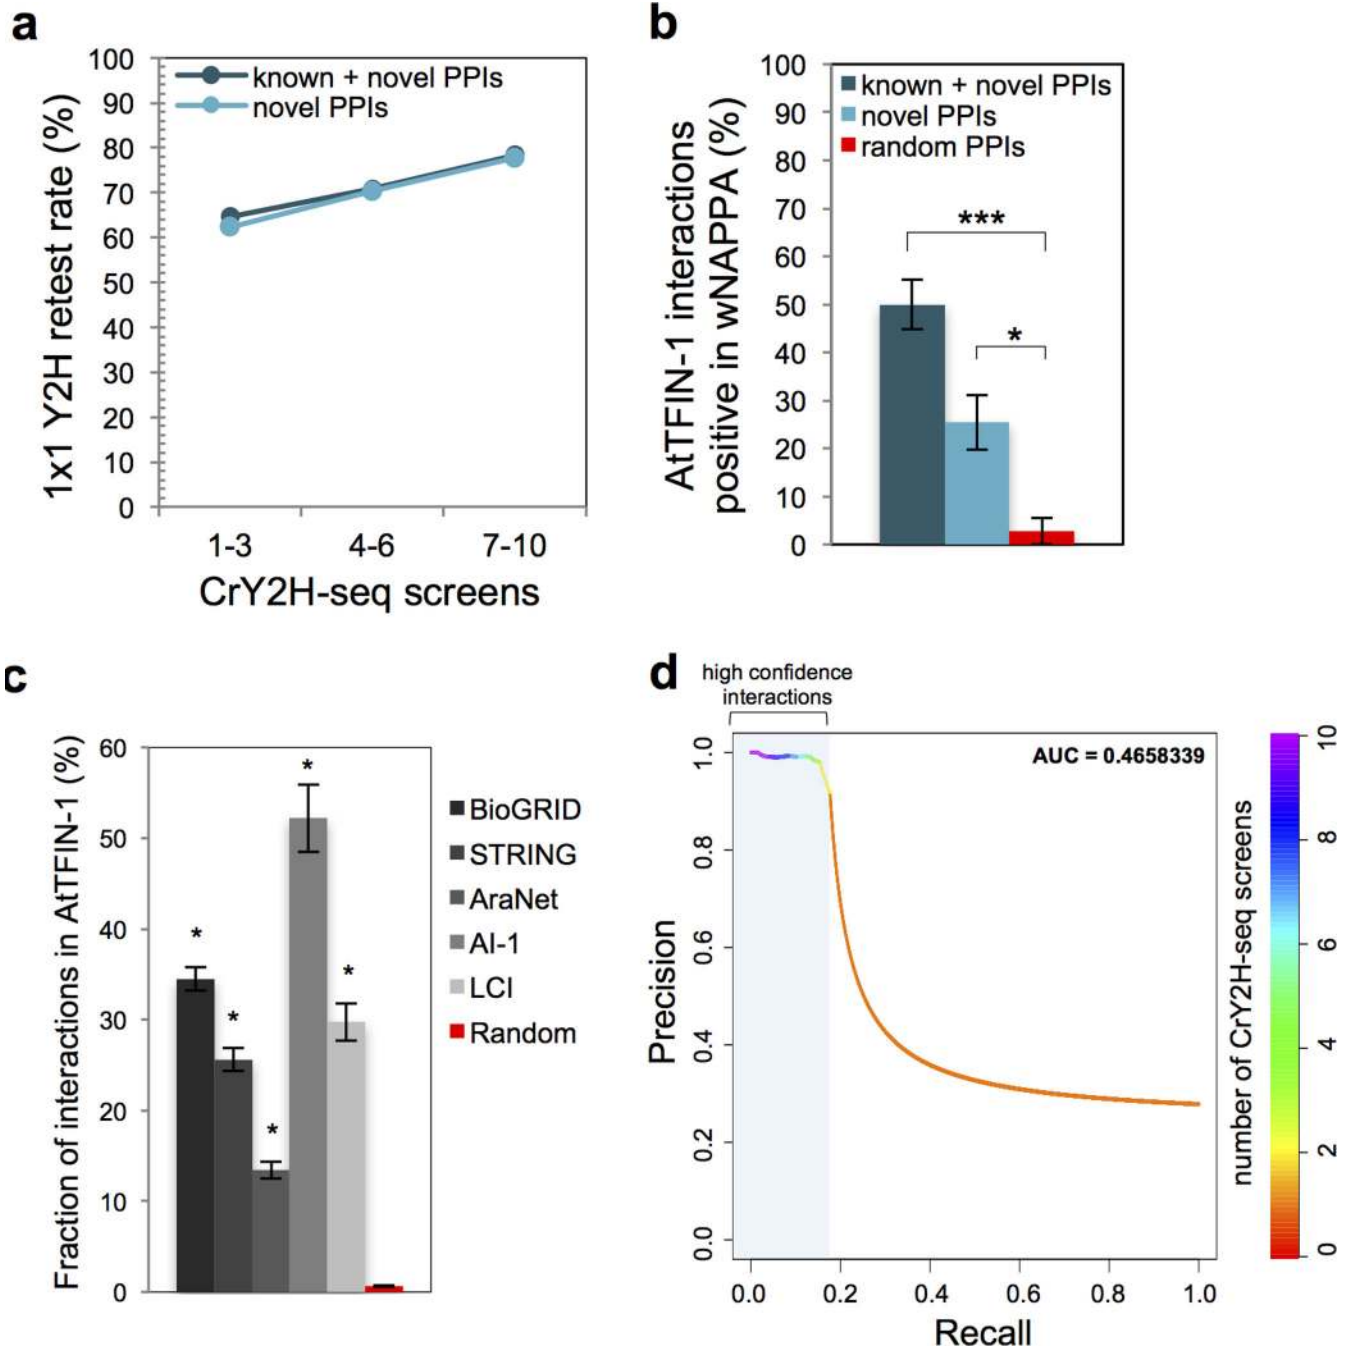 a
1x1 Y2H retest rate (%)
100
90
80
70
60
50
40
30
20
10
0
known + novel PPIs
novel PPIs
1-3
4-6
7-10
CrY2H-seq screens
b
AtTFIN-1 interactions
positive in wNAPPA (%)
100
90
80
70
60
50
40
30
20
10
0
known + novel PPIs
novel PPIs
random PPIs
***
*
c
Fraction of interactions in AtTFIN-1 (%)
60
50
40
30
20
10
0
*
*
*
*
*
BioGRID
STRING
AraNet
AI-1
LCI
Random
d
high confidence
interactions
AUC = 0.4658339
Precision
1.0
0.8
0.6
0.4
0.2
0.0
0.0
0.2
0.4
0.6
0.8
1.0
Recall
number of CrY2H-seq screens
10
8
6
4
2
0